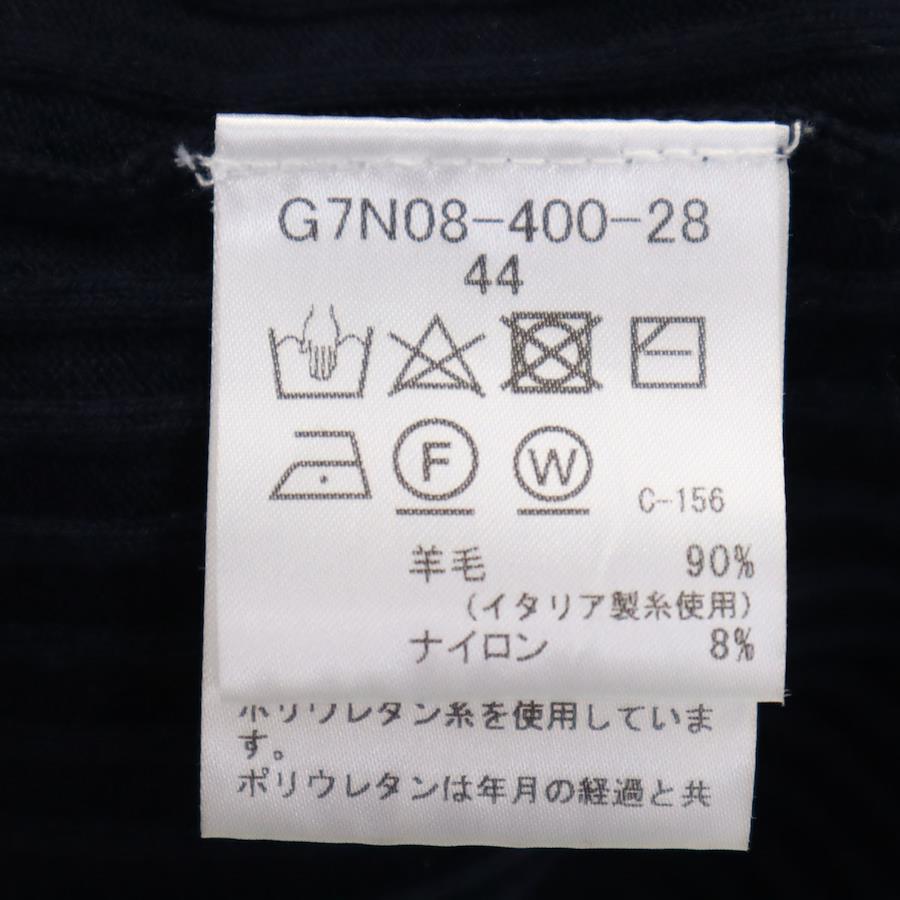 G7N08-400-28
44
F
W
C-156
羊毛 90%
(イタリア製糸使用)
ナイロン 8%
ポリウレタン糸を使用していま
す。
ポリウレタンは年月の経過と共